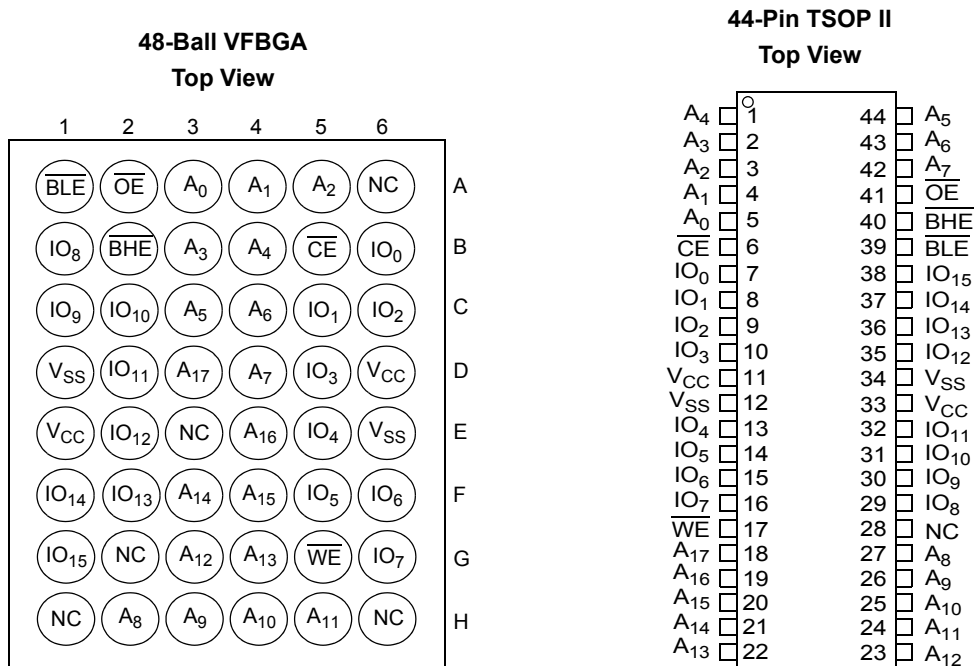 48-Ball VFBGA
Top View
1 2 3 4 5 6
BLE OE A0 A1 A2 NC A
IO8 BHE A3 A4 CE IO0 B
IO9 IO10 A5 A6 IO1 IO2 C
VSS IO11 A17 A7 IO3 VCC D
VCC IO12 NC A16 IO4 VSS E
IO14 IO13 A14 A15 IO5 IO6 F
IO15 NC A12 A13 WE IO7 G
NC A8 A9 A10 A11 NC H
44-Pin TSOP II
Top View
A4 1 44 A5
A3 2 43 A6
A2 3 42 A7
A1 4 41 OE
A0 5 40 BHE
CE 6 39 BLE
IO0 7 38 IO15
IO1 8 37 IO14
IO2 9 36 IO13
IO3 10 35 IO12
VCC 11 34 VSS
VSS 12 33 VCC
IO4 13 32 IO11
IO5 14 31 IO10
IO6 15 30 IO9
IO7 16 29 IO8
WE 17 28 NC
A17 18 27 A8
A16 19 26 A9
A15 20 25 A10
A14 21 24 A11
A13 22 23 A12